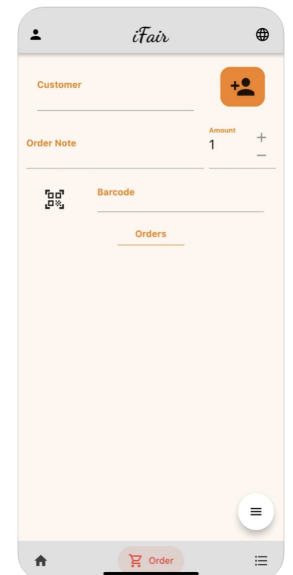 iFair
Customer
Order Note
Amount
1
Barcode
Orders
Order